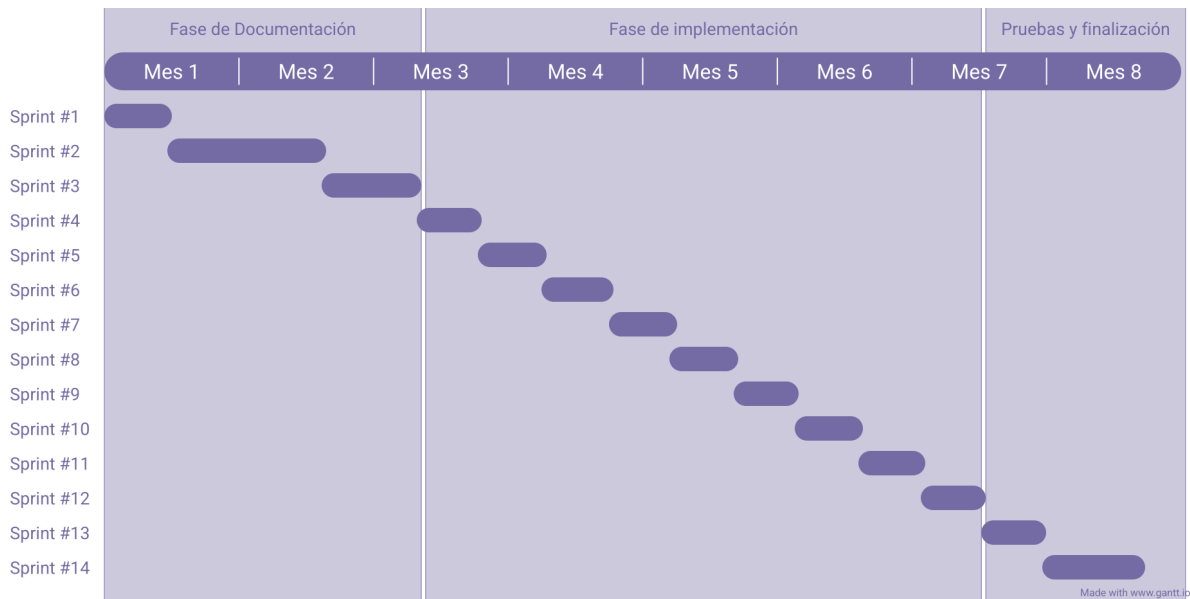 Fase de Documentación
Fase de implementación
Pruebas y finalización
Mes 1
Mes 2
Mes 3
Mes 4
Mes 5
Mes 6
Mes 7
Mes 8
Sprint #1
Sprint #2
Sprint #3
Sprint #4
Sprint #5
Sprint #6
Sprint #7
Sprint #8
Sprint #9
Sprint #10
Sprint #11
Sprint #12
Sprint #13
Sprint #14
Made with www.gantt.io